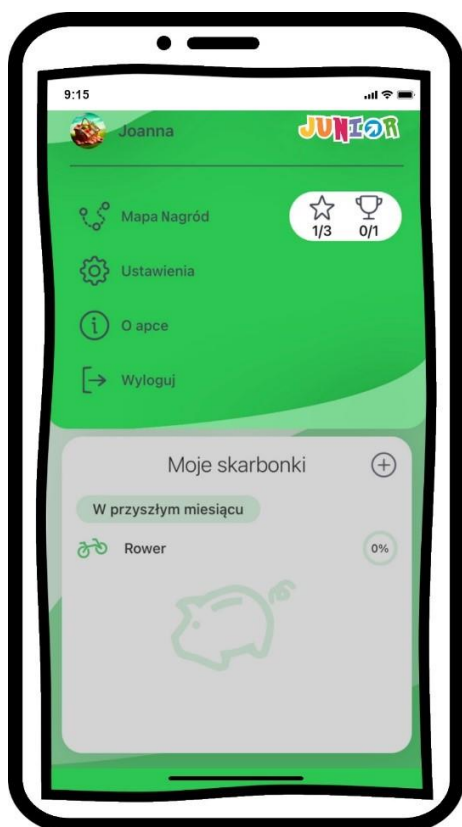 9:15
Joanna
JUNIOR
Mapa Nagród
1/3 0/1
Ustawienia
O apce
Wyloguj
Moje skarbonki
W przyszłym miesiącu
Rower 0%